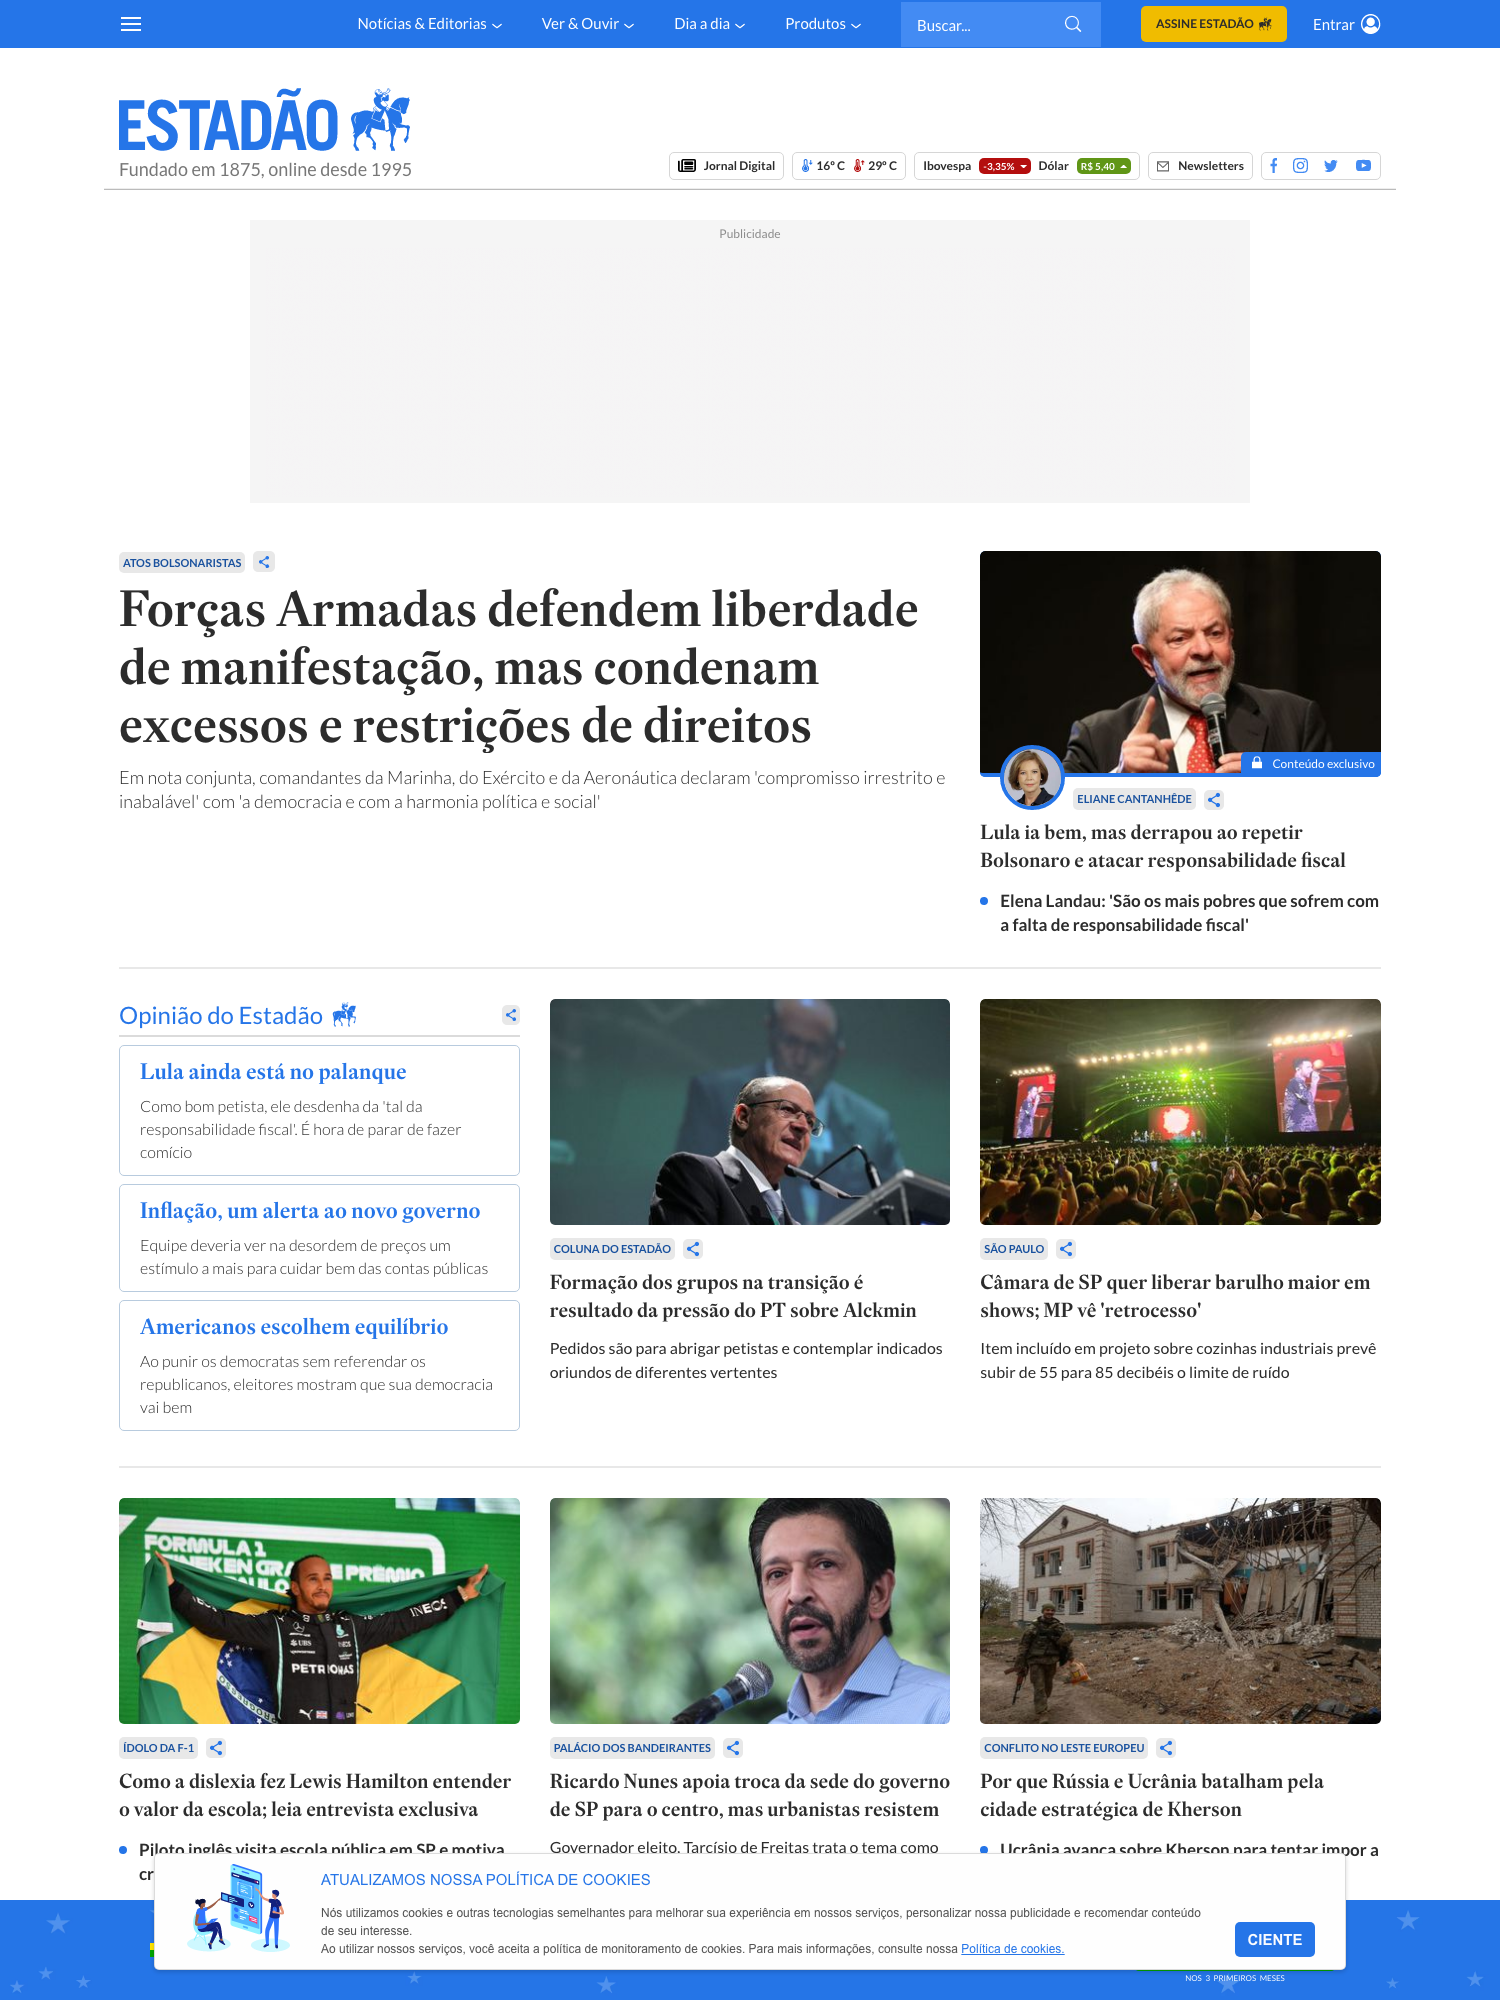 Notícias & Editorias
Ver & Ouvir
Dia a dia
Produtos
Buscar...
ASSINE ESTADÃO
Entrar
ESTADÃO
Fundado em 1875, online desde 1995
Jornal Digital
16º C 29º C
Ibovespa -3,35% Dólar R$ 5,40
Newsletters
Publicidade
ATOS BOLSONARISTAS
Forças Armadas defendem liberdade
de manifestação, mas condenam
excessos e restrições de direitos
Em nota conjunta, comandantes da Marinha, do Exército e da Aeronáutica declaram 'compromisso irrestrito e
inabalável' com 'a democracia e com a harmonia política e social'
Conteúdo exclusivo
ELIANE CANTANHÊDE
Lula ia bem, mas derrapou ao repetir
Bolsonaro e atacar responsabilidade fiscal
Elena Landau: 'São os mais pobres que sofrem com
a falta de responsabilidade fiscal'
Opinião do Estadão
Lula ainda está no palanque
Como bom petista, ele desdenha da 'tal da
responsabilidade fiscal'. É hora de parar de fazer
comício
Inflação, um alerta ao novo governo
Equipe deveria ver na desordem de preços um
estímulo a mais para cuidar bem das contas públicas
Americanos escolhem equilíbrio
Ao punir os democratas sem referendar os
republicanos, eleitores mostram que sua democracia
vai bem
COLUNA DO ESTADÃO
Formação dos grupos na transição é
resultado da pressão do PT sobre Alckmin
Pedidos são para abrigar petistas e contemplar indicados
oriundos de diferentes vertentes
SÃO PAULO
Câmara de SP quer liberar barulho maior em
shows; MP vê 'retrocesso'
Item incluído em projeto sobre cozinhas industriais prevê
subir de 55 para 85 decibéis o limite de ruído
FORMULA 1
PRÊMIO
INEOS
UBS
PETRONAS
ÍDOLO DA F-1
Como a dislexia fez Lewis Hamilton entender
o valor da escola; leia entrevista exclusiva
Piloto inglês visita escola pública em SP e motiva
cr
PALÁCIO DOS BANDEIRANTES
Ricardo Nunes apoia troca da sede do governo
de SP para o centro, mas urbanistas resistem
Governador eleito, Tarcísio de Freitas trata o tema como
CONFLITO NO LESTE EUROPEU
Por que Rússia e Ucrânia batalham pela
cidade estratégica de Kherson
Ucrânia avança sobre Kherson para tentar impor a
ATUALIZAMOS NOSSA POLÍTICA DE COOKIES
Nós utilizamos cookies e outras tecnologias semelhantes para melhorar sua experiência em nossos serviços, personalizar nossa publicidade e recomendar conteúdo
de seu interesse.
Ao utilizar nossos serviços, você aceita a política de monitoramento de cookies. Para mais informações, consulte nossa Política de cookies.
CIENTE
NOS 3 PRIMEIROS MESES